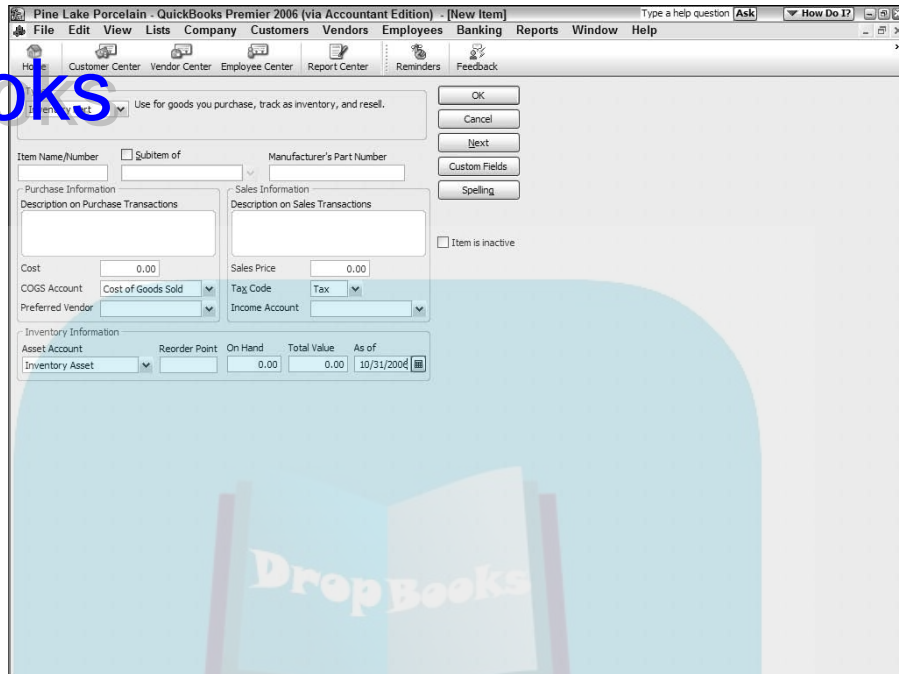 Pine Lake Porcelain - QuickBooks Premier 2006 (via Accountant Edition) - [New Item]
Type a help question Ask How Do I?
File Edit View Lists Company Customers Vendors Employees Banking Reports Window Help
Home Customer Center Vendor Center Employee Center Report Center Reminders Feedback
oks
Inventory Part Use for goods you purchase, track as inventory, and resell.
OK
Cancel
Next
Custom Fields
Spelling
Item Name/Number Subitem of Manufacturer's Part Number
Purchase Information Sales Information
Description on Purchase Transactions Description on Sales Transactions
Item is inactive
Cost 0.00 Sales Price 0.00
COGS Account Cost of Goods Sold Tax Code Tax
Preferred Vendor Income Account
Inventory Information
Asset Account Reorder Point On Hand Total Value As of
Inventory Asset 0.00 0.00 10/31/2006
DropBooks